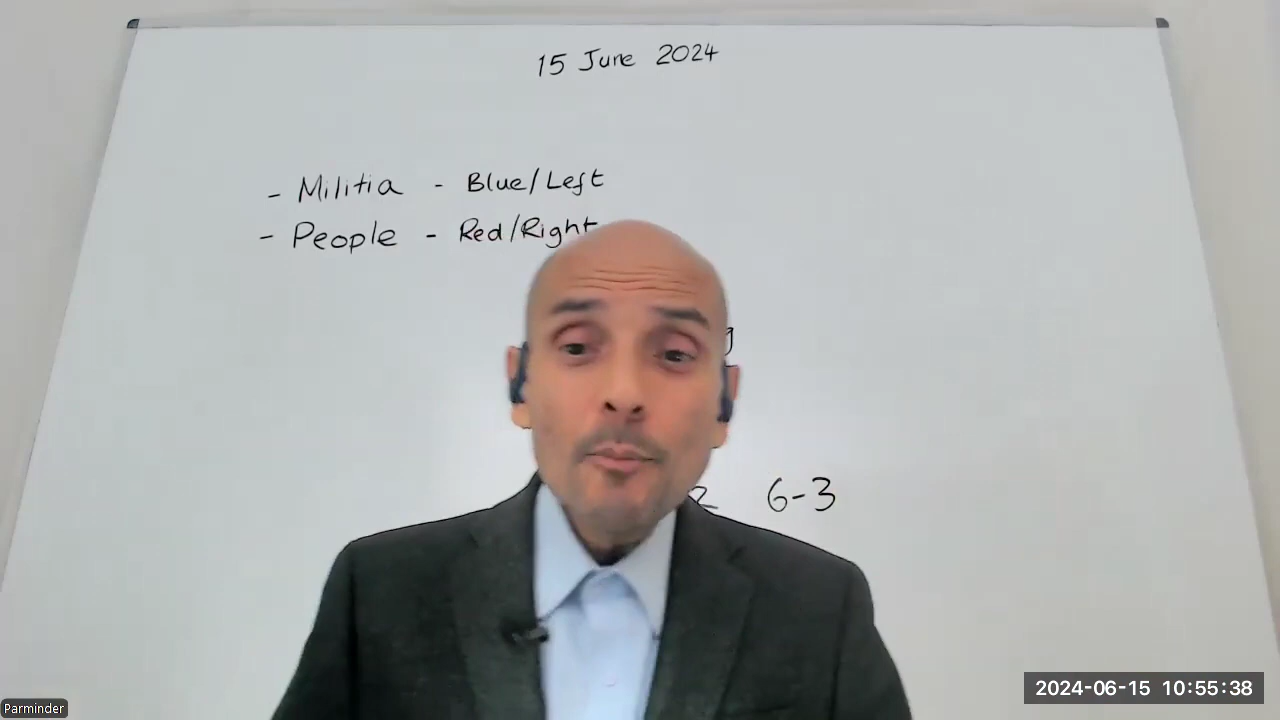 15 June 2024
- Militia - Blue/Left
- People - Red/Right
6-3
Parminder
2024-06-15 10:55:38